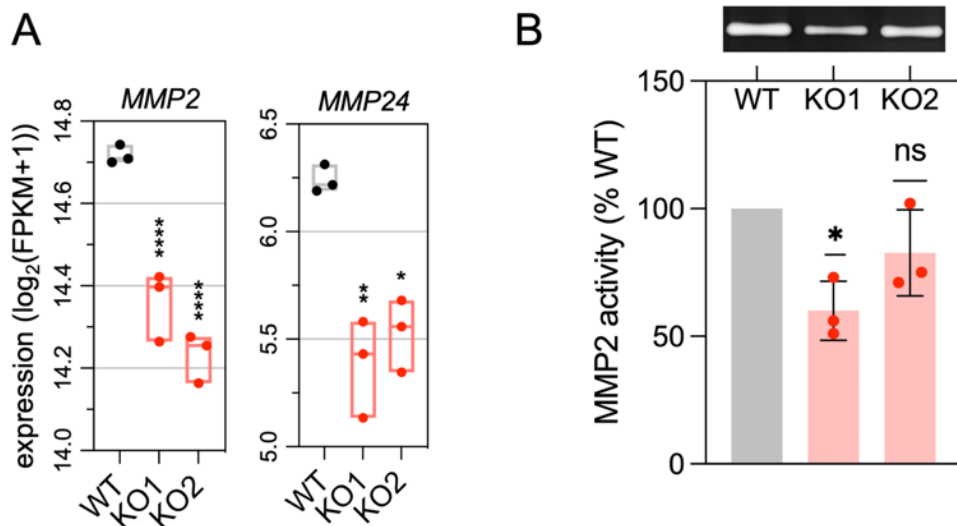 A
MMP2
MMP24
expression (log₂(FPKM+1))
14.8
14.6
14.4
14.2
14.0
****
****
WT
KO1
KO2
6.5
6.0
5.5
5.0
**
*
WT
KO1
KO2
B
MMP2 activity (% WT)
150
100
50
0
WT KO1 KO2
*
ns